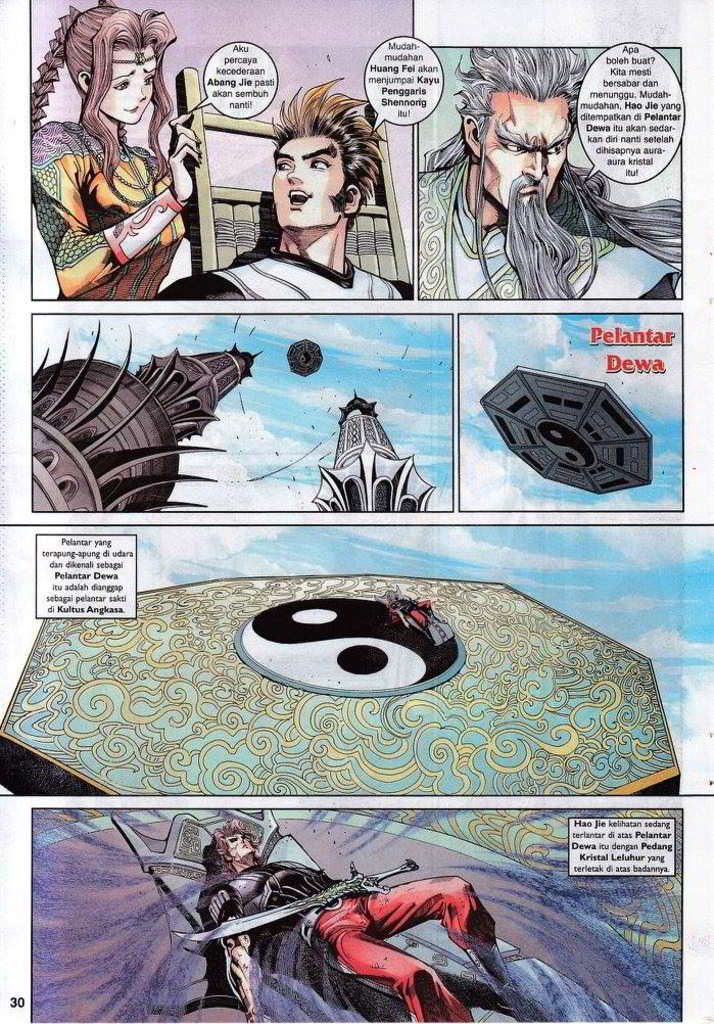 Aku
percaya
kecederaan
Abang Jie pasti
akan sembuh
nanti!
Mudah-
mudahan
Huang Fei akan
menjumpai Kayu
Penggaris
Shennong
itu!
Apa
boleh buat?
Kita mesti
bersabar dan
menunggu. Mudah-
mudahan, Hao Jie yang
ditempatkan di Pelantar
Dewa itu akan sedar-
kan diri nanti setelah
dihisapnya aura-
aura kristal
itu!
Pelantar
Dewa
Pelantar yang
terapung-apung di udara
dan dikenali sebagai
Pelantar Dewa
itu adalah dianggap
sebagai pelantar sakti
di Kultus Angkasa.
Hao Jie kelihatan sedang
terlantar di atas Pelantar
Dewa itu dengan Pedang
Kristal Leluhur yang
terletak di atas badannya.
30